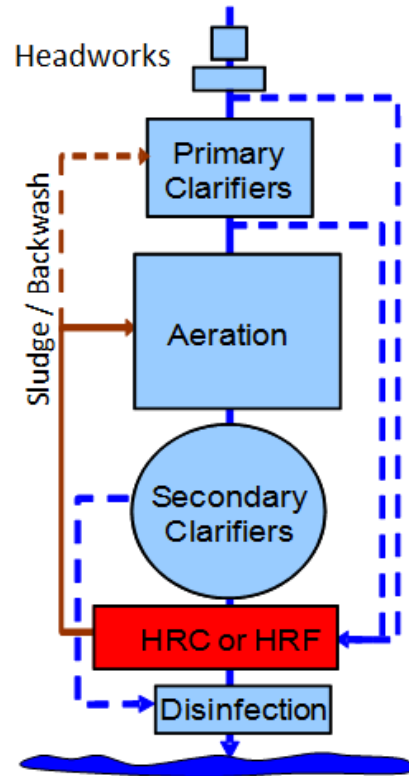 Headworks
Primary
Clarifiers
Sludge / Backwash
Aeration
Secondary
Clarifiers
HRC or HRF
Disinfection